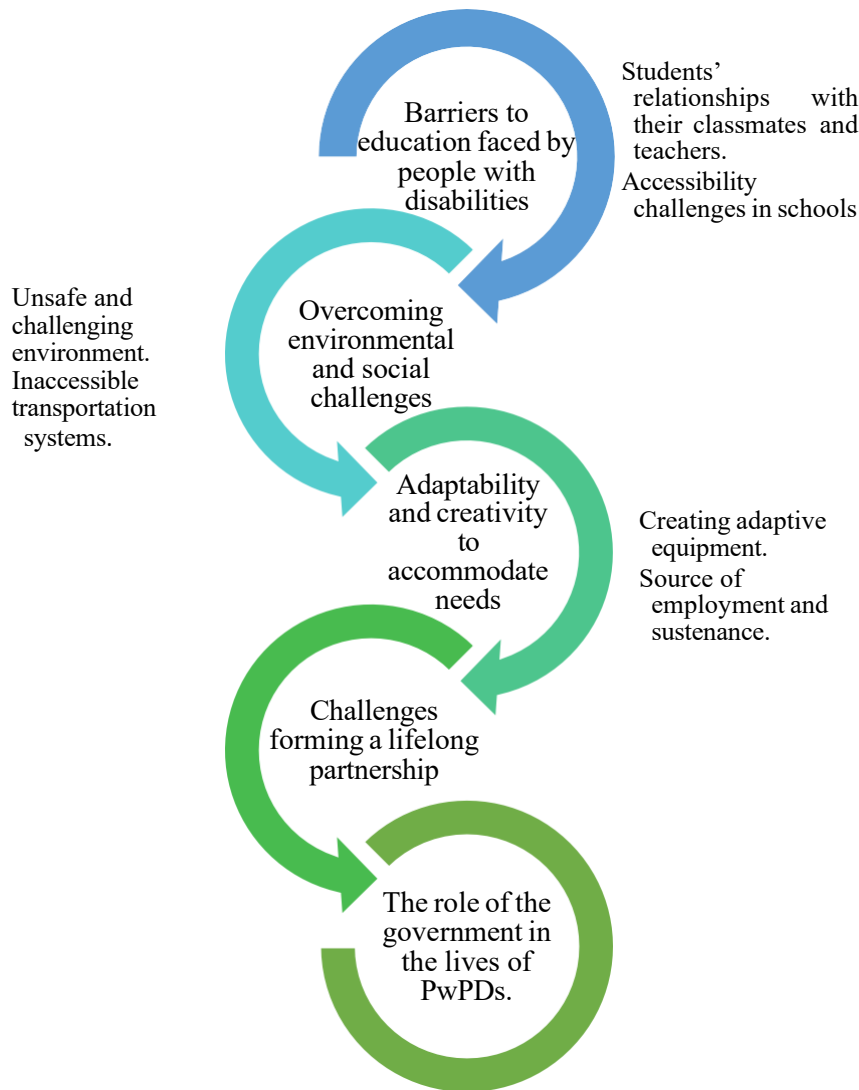 Barriers to
education faced by
people with
disabilities
Students’
relationships with
their classmates and
teachers.
Accessibility
challenges in schools
Overcoming
environmental
and social
challenges
Unsafe and
challenging
environment.
Inaccessible
transportation
systems.
Adaptability
and creativity
to
accommodate
needs
Creating adaptive
equipment.
Source of
employment and
sustenance.
Challenges
forming a lifelong
partnership
The role of the
government in
the lives of
PwPDs.